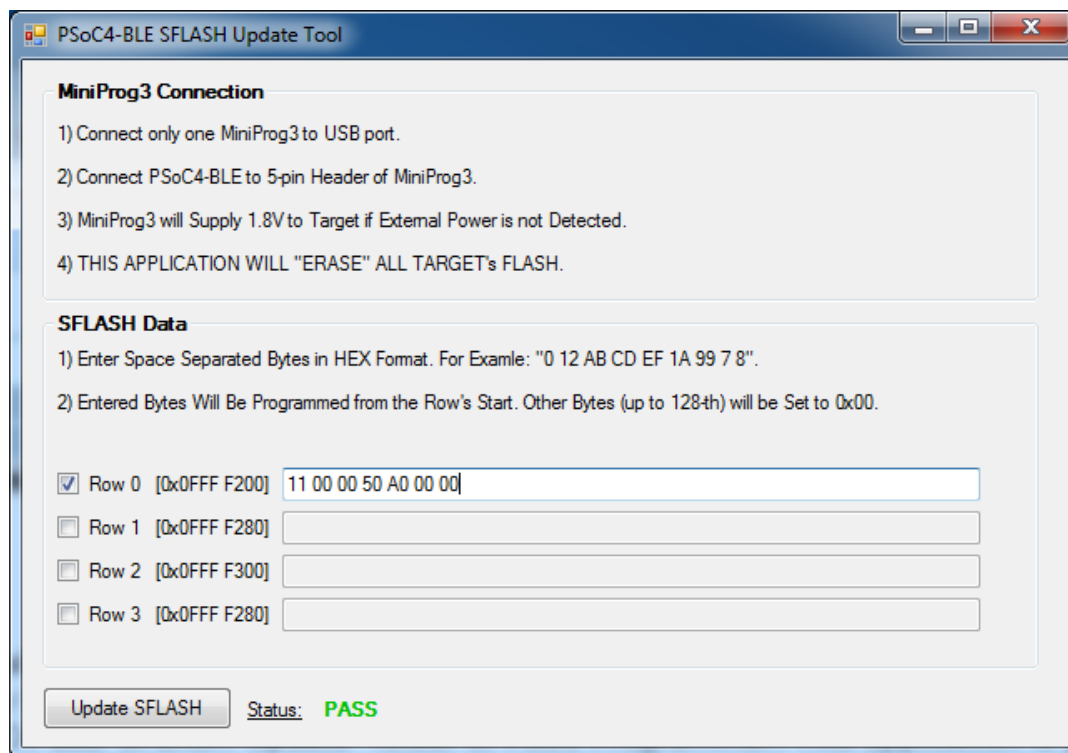 PSoC4-BLE SFLASH Update Tool
MiniProg3 Connection
1) Connect only one MiniProg3 to USB port.
2) Connect PSoC4-BLE to 5-pin Header of MiniProg3.
3) MiniProg3 will Supply 1.8V to Target if External Power is not Detected.
4) THIS APPLICATION WILL "ERASE" ALL TARGET's FLASH.
SFLASH Data
1) Enter Space Separated Bytes in HEX Format. For Examle: "0 12 AB CD EF 1A 99 7 8".
2) Entered Bytes Will Be Programmed from the Row's Start. Other Bytes (up to 128-th) will be Set to 0x00.
Row 0 [0x0FFF F200] 11 00 00 50 A0 00 00
Row 1 [0x0FFF F280]
Row 2 [0x0FFF F300]
Row 3 [0x0FFF F280]
Update SFLASH Status: PASS